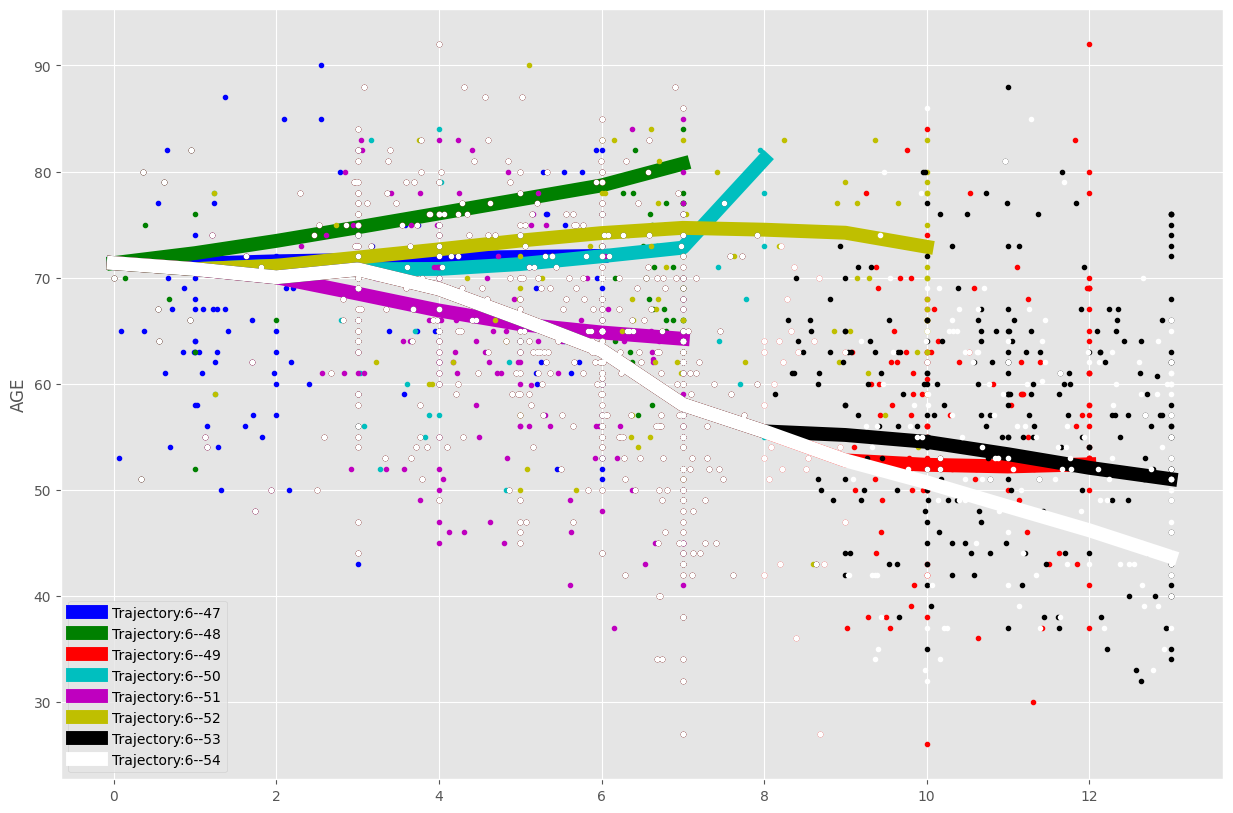 AGE
90
80
70
60
50
40
30
0
2
4
6
8
10
12
Trajectory:6--47
Trajectory:6--48
Trajectory:6--49
Trajectory:6--50
Trajectory:6--51
Trajectory:6--52
Trajectory:6--53
Trajectory:6--54